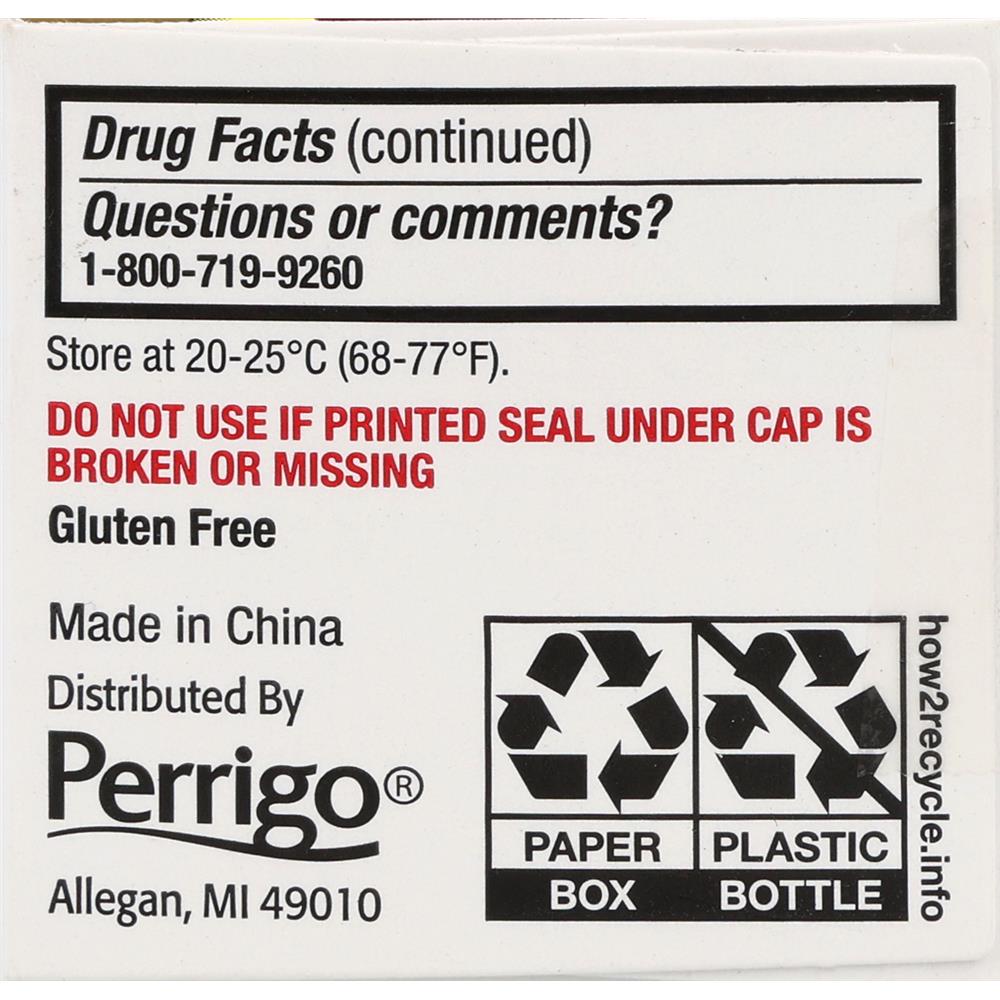 Drug Facts (continued)
Questions or comments?
1-800-719-9260
Store at 20-25°C (68-77°F).
DO NOT USE IF PRINTED SEAL UNDER CAP IS
BROKEN OR MISSING
Gluten Free
Made in China
Distributed By
Perrigo®
Allegan, MI 49010
PAPER
BOX
PLASTIC
BOTTLE
how2recycle.info